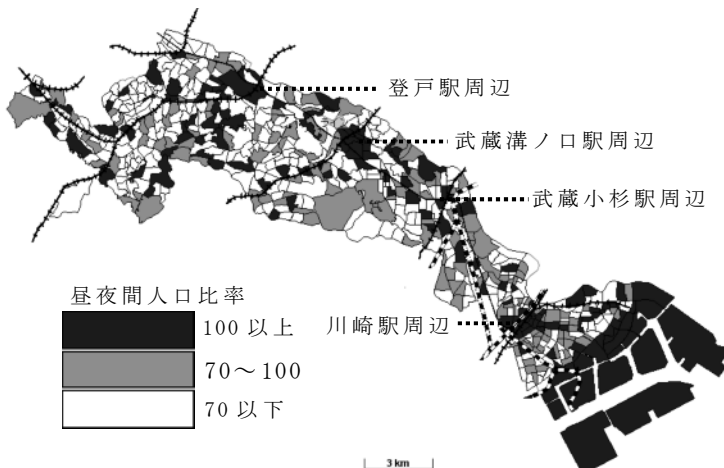 登戸駅周辺
武蔵溝ノ口駅周辺
武蔵小杉駅周辺
昼夜間人口比率
100以上
川崎駅周辺
70～100
70以下
3 km